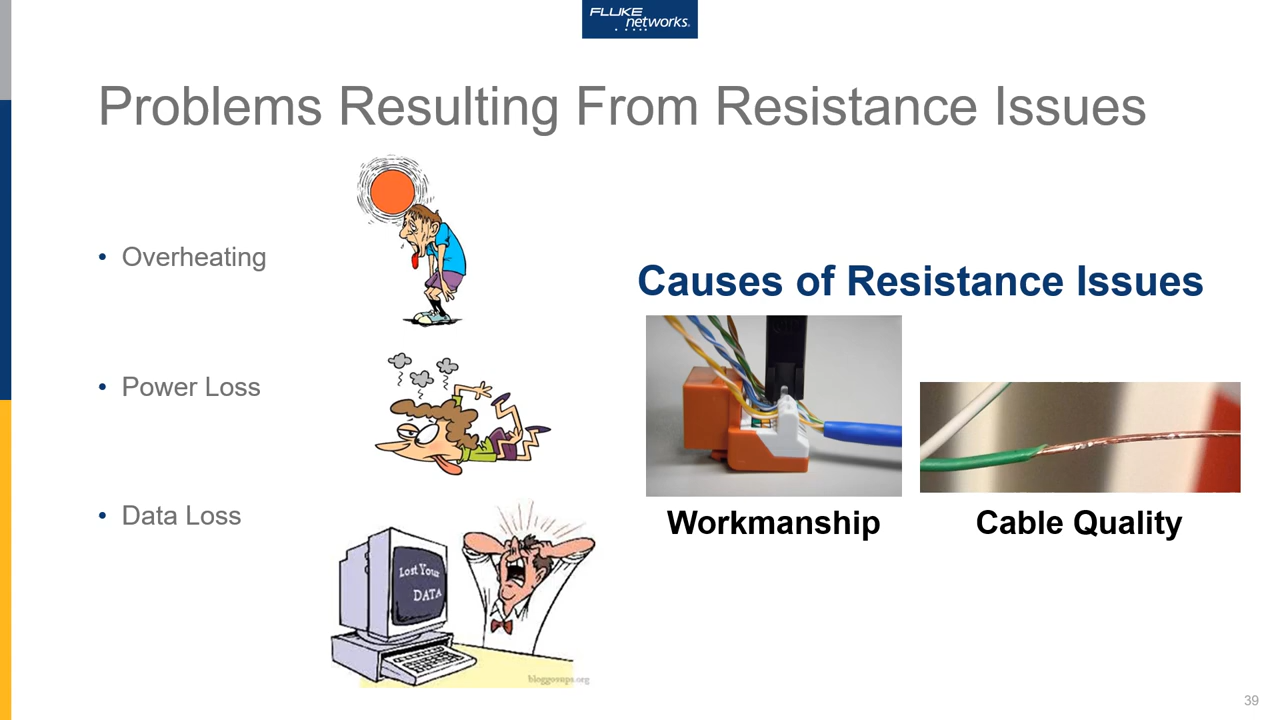 FLUKE
networks®
Problems Resulting From Resistance Issues
• Overheating
• Power Loss
• Data Loss
Lost Your
DATA
bloggosups.org
Causes of Resistance Issues
Workmanship
Cable Quality
39